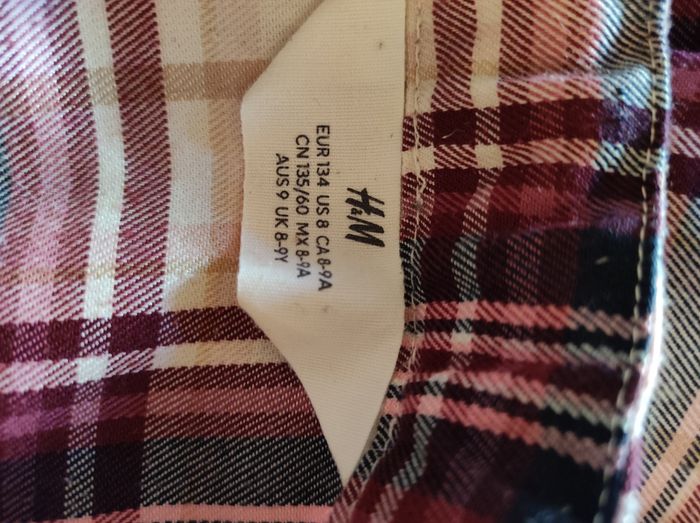 H&M
EUR 134 US 8 CA 8-9A
CN 135/60 MX 8-9A
AUS 9 UK 8-9Y